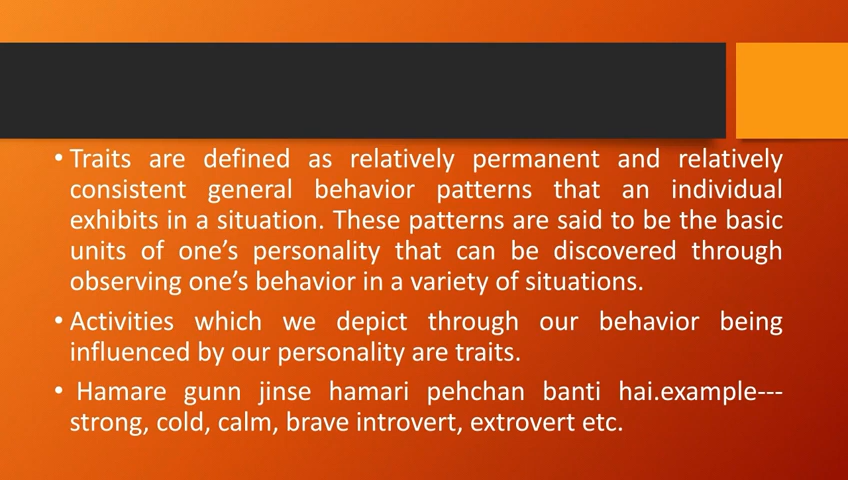 • Traits are defined as relatively permanent and relatively
consistent general behavior patterns that an individual
exhibits in a situation. These patterns are said to be the basic
units of one’s personality that can be discovered through
observing one’s behavior in a variety of situations.
• Activities which we depict through our behavior being
influenced by our personality are traits.
• Hamare gunn jinse hamari pehchan banti hai.example---
strong, cold, calm, brave introvert, extrovert etc.